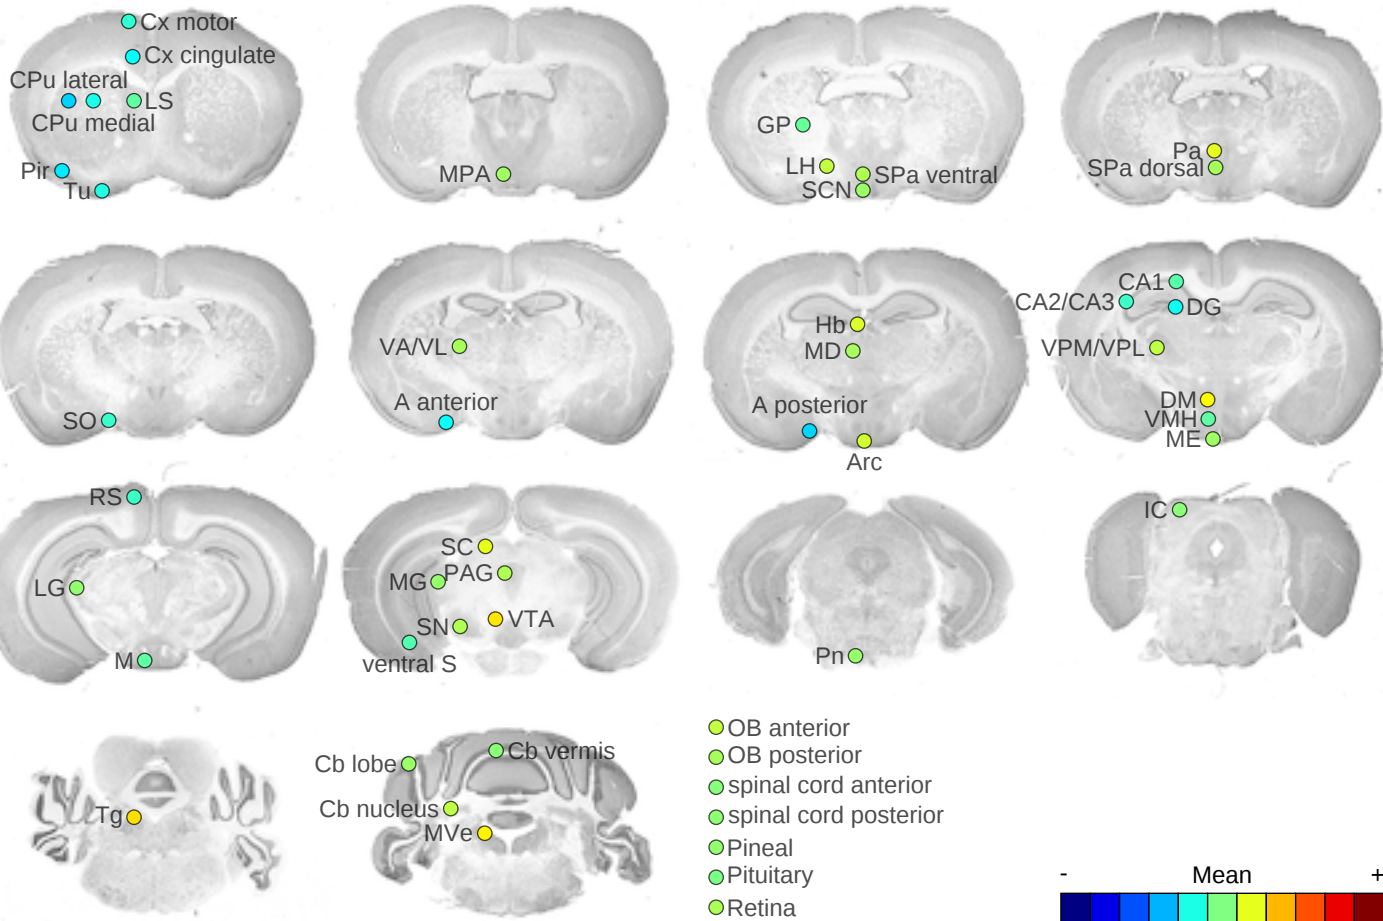 Cx motor
Cx cingulate
CPu lateral
LS
CPu medial
Pir
Tu
MPA
GP
LH
SPa ventral
SCN
Pa
SPa dorsal
SO
VA/VL
A anterior
Hb
MD
A posterior
Arc
CA1
CA2/CA3
DG
VPM/VPL
DM
VMH
ME
RS
LG
M
SC
MG
PAG
SN
VTA
ventral S
Pn
IC
Tg
Cb lobe
Cb vermis
Cb nucleus
MVe
OB anterior
OB posterior
spinal cord anterior
spinal cord posterior
Pineal
Pituitary
Retina
- Mean +